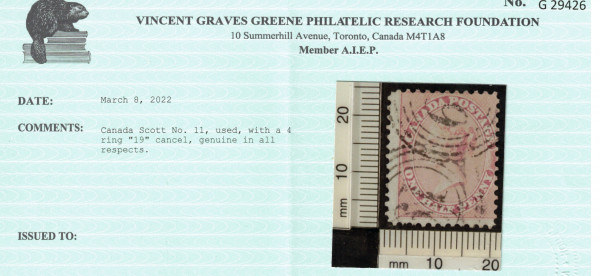 No. G 29426
VINCENT GRAVES GREENE PHILATELIC RESEARCH FOUNDATION
10 Summerhill Avenue, Toronto, Canada M4T1A8
Member A.I.E.P.
DATE: March 8, 2022
COMMENTS: Canada Scott No. 11, used, with a 4
ring "19" cancel, genuine in all
respects.
ISSUED TO:
20
10
mm
mm 10 20